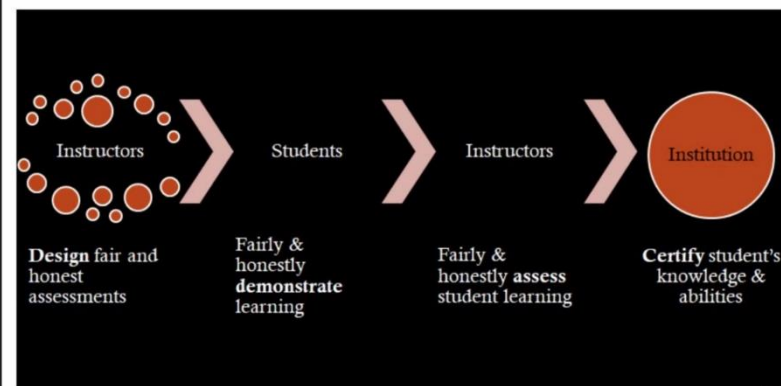 Instructors
Students
Instructors
Institution
Design fair and
honest
assessments
Fairly &
honestly
demonstrate
learning
Fairly &
honestly assess
student learning
Certify student's
knowledge &
abilities